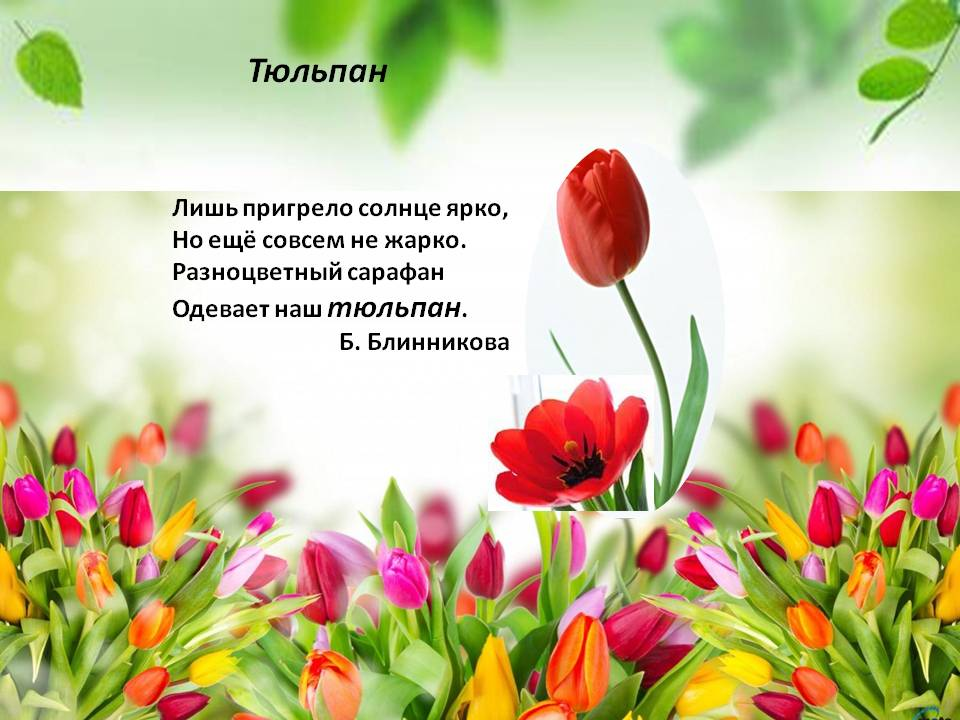 Тюльпан
Лишь пригрело солнце ярко,
Но ещё совсем не жарко.
Разноцветный сарафан
Одевает наш тюльпан.
Б. Блинникова